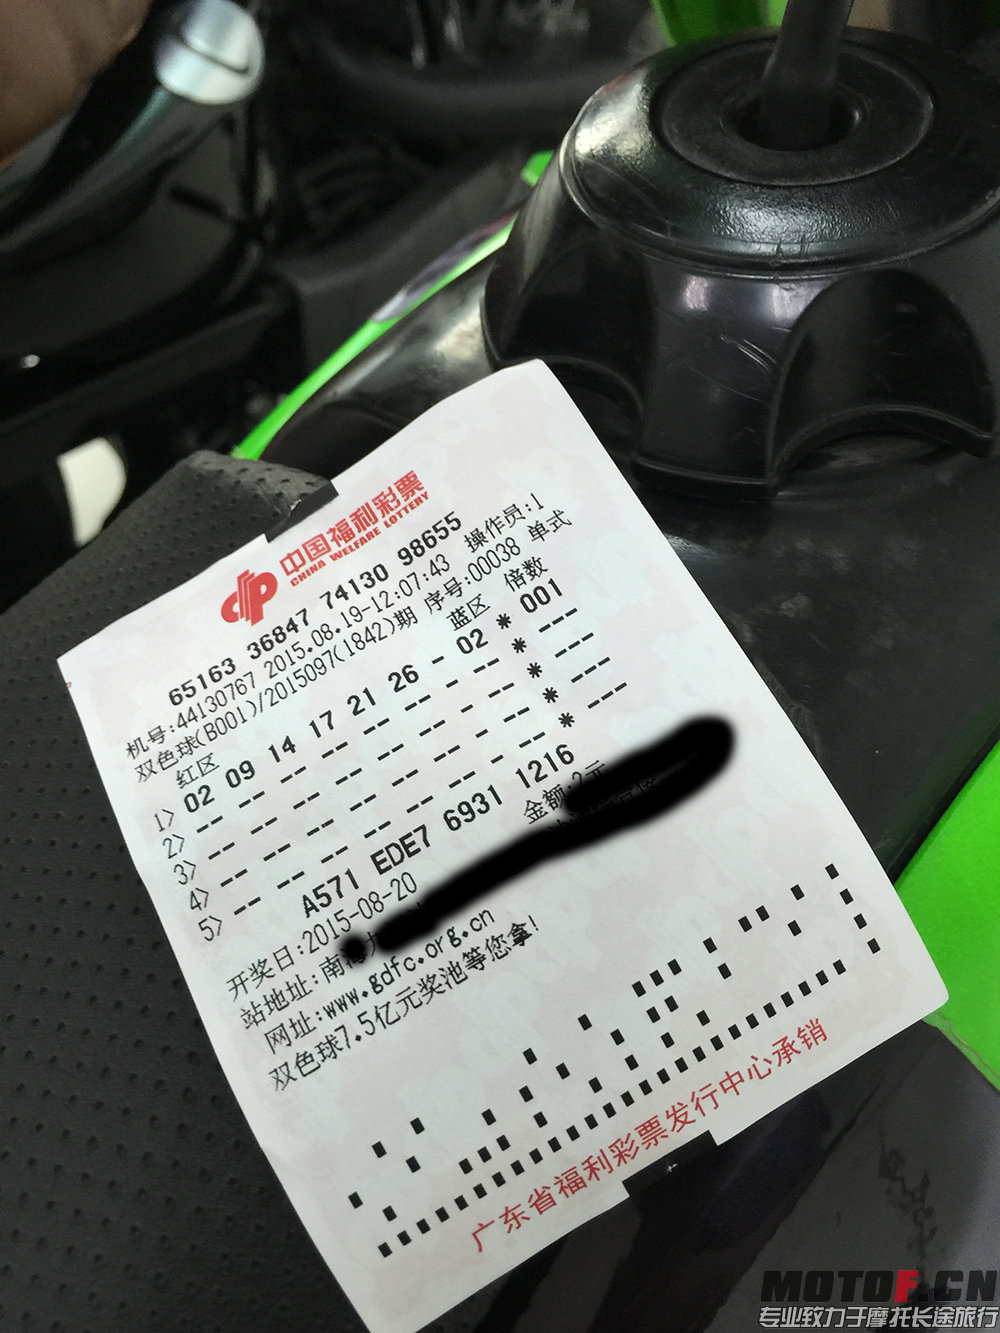 中国福利彩票
CHINA WELFARE LOTTERY
65163 36847 74130 98655
机号:44130767 2015.08.19-12:07:43 操作员:1
双色球(B001)/2015097(1842)期 序号:00038 单式
红区 蓝区 倍数
1> 02 09 14 17 21 26 - 02 * 001
2> -- -- -- -- -- -- - -- * ---
3> -- -- -- -- -- -- - -- * ---
4> -- -- -- -- -- -- - -- * ---
5> -- -- -- -- -- -- - -- * ---
A571 EDE7 6931 1216
开奖日:2015-08-20 金额:2元
站地址:南海
网址:www.gdfc.org.cn
双色球7.5亿元奖池等您拿!
广东省福利彩票发行中心承销
MOTOF.CN
专业致力于摩托长途旅行